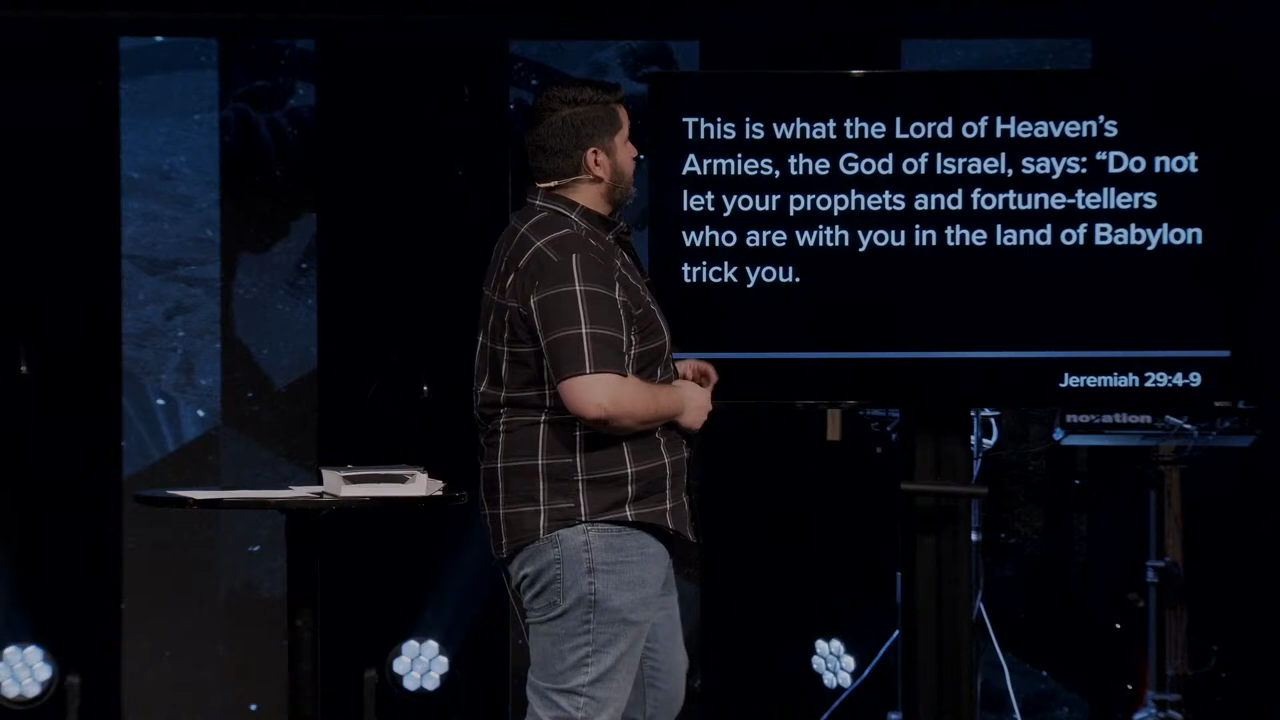 This is what the Lord of Heaven’s
Armies, the God of Israel, says: “Do not
let your prophets and fortune-tellers
who are with you in the land of Babylon
trick you.
Jeremiah 29:4-9
novation